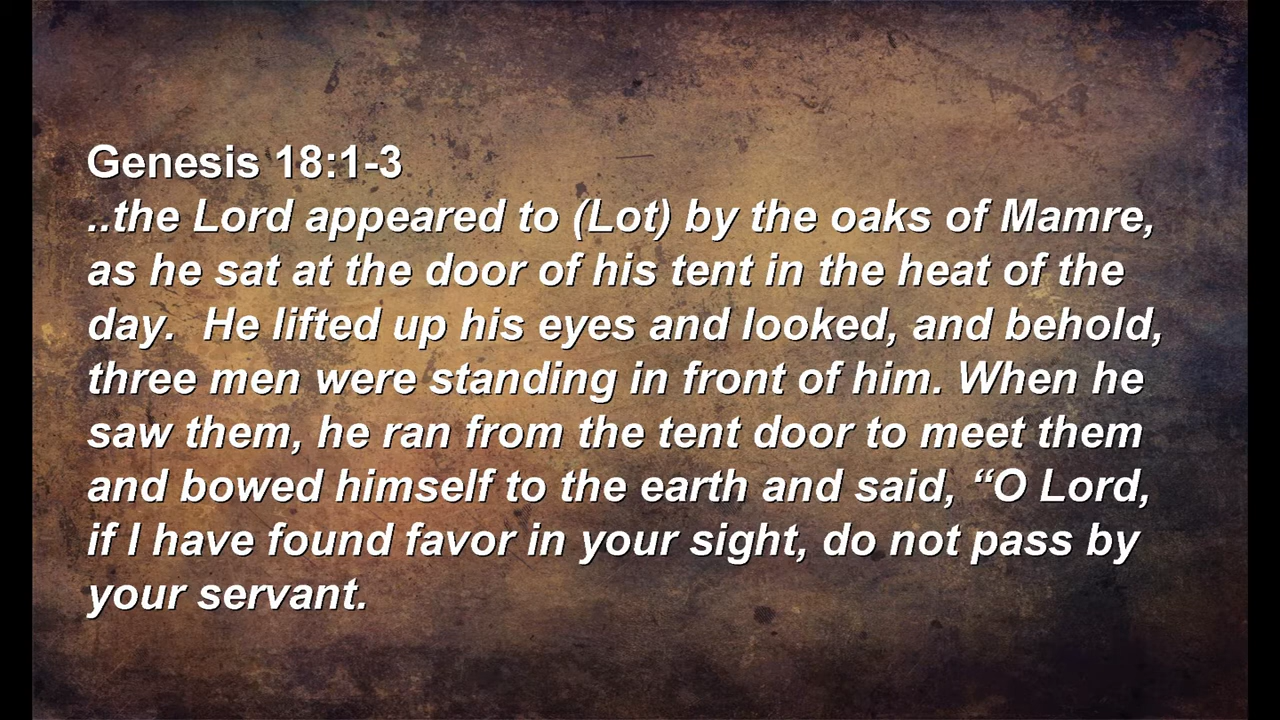 Genesis 18:1-3
..the Lord appeared to (Lot) by the oaks of Mamre,
as he sat at the door of his tent in the heat of the
day.  He lifted up his eyes and looked, and behold,
three men were standing in front of him. When he
saw them, he ran from the tent door to meet them
and bowed himself to the earth and said, “O Lord,
if I have found favor in your sight, do not pass by
your servant.